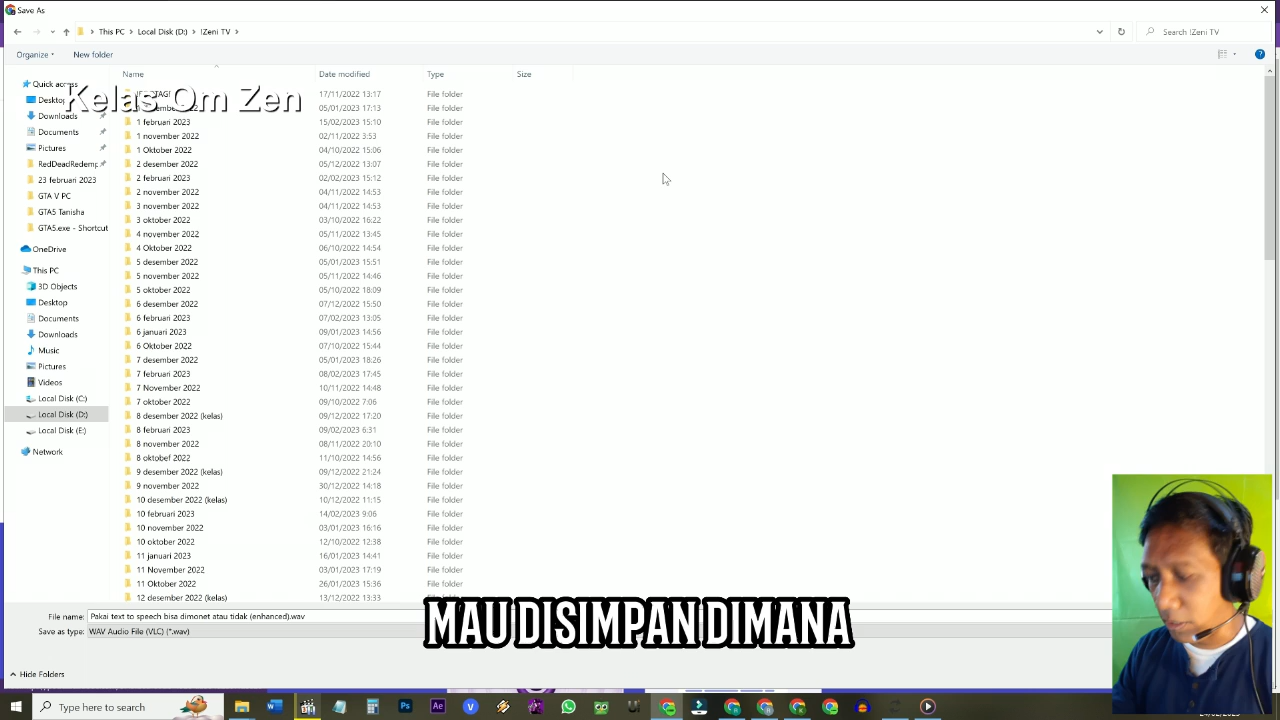 Save As
This PC > Local Disk (D:) > !Zeni TV >
Search !Zeni TV
Organize New folder
Name Date modified Type Size
Kelas Om Zen
17/11/2022 13:17 File folder
05/01/2023 17:13 File folder
1 februari 2023 15/02/2023 15:10 File folder
1 november 2022 02/11/2022 3:53 File folder
1 Oktober 2022 04/10/2022 15:06 File folder
2 desember 2022 05/12/2022 13:07 File folder
2 februari 2023 02/02/2023 15:12 File folder
2 november 2022 04/11/2022 14:53 File folder
3 november 2022 04/11/2022 14:53 File folder
3 oktober 2022 03/10/2022 16:22 File folder
4 november 2022 05/11/2022 13:45 File folder
4 Oktober 2022 06/10/2022 14:54 File folder
5 desember 2022 05/01/2023 15:51 File folder
5 november 2022 05/11/2022 14:46 File folder
5 oktober 2022 05/10/2022 18:09 File folder
6 desember 2022 07/12/2022 15:50 File folder
6 februari 2023 07/02/2023 13:05 File folder
6 januari 2023 09/01/2023 14:56 File folder
6 Oktober 2022 07/10/2022 15:44 File folder
7 desember 2022 05/01/2023 18:26 File folder
7 februari 2023 08/02/2023 17:45 File folder
7 November 2022 10/11/2022 14:48 File folder
7 oktober 2022 09/10/2022 7:06 File folder
8 desember 2022 (kelas) 09/12/2022 17:20 File folder
8 februari 2023 09/02/2023 6:31 File folder
8 november 2022 08/11/2022 20:10 File folder
8 oktobef 2022 11/10/2022 14:56 File folder
9 desember 2022 (kelas) 09/12/2022 21:24 File folder
9 november 2022 30/12/2022 14:18 File folder
10 desember 2022 (kelas) 10/12/2022 11:15 File folder
10 februari 2023 14/02/2023 9:06 File folder
10 november 2022 03/01/2023 16:16 File folder
10 oktober 2022 12/10/2022 12:38 File folder
11 januari 2023 16/01/2023 14:41 File folder
11 November 2022 03/01/2023 17:19 File folder
11 Oktober 2022 26/01/2023 15:36 File folder
12 desember 2022 (kelas) 13/12/2022 13:33 File folder
Quick access
Desktop
Downloads
Documents
Pictures
RedDeadRedemp
23 februari 2023
GTA V PC
GTA5 Tanisha
GTA5.exe - Shortcut
OneDrive
This PC
3D Objects
Desktop
Documents
Downloads
Music
Pictures
Videos
Local Disk (C:)
Local Disk (D:)
Local Disk (E:)
Network
File name: Pakai text to speech bisa dimonet atau tidak (enhanced).wav
Save as type: WAV Audio File (VLC) (*.wav)
MAU DISIMPAN DIMANA
Hide Folders
Type here to search